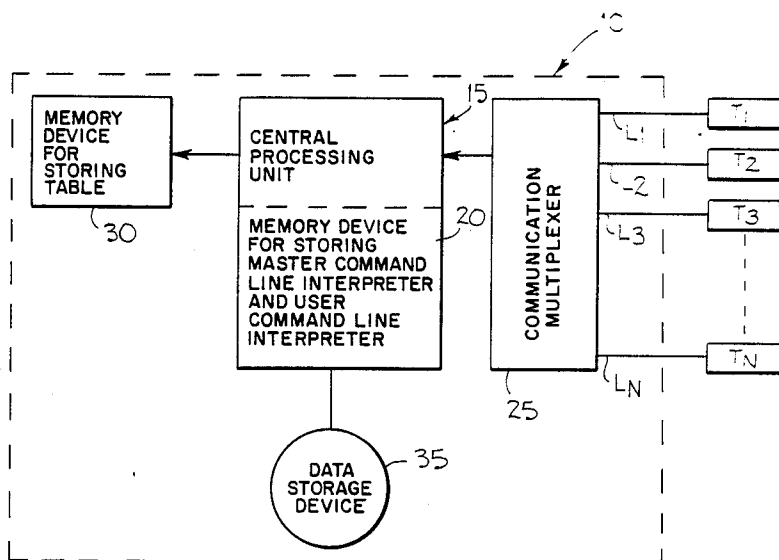 10
MEMORY
DEVICE
FOR
STORING
TABLE
30
15
CENTRAL
PROCESSING
UNIT
20
MEMORY DEVICE
FOR STORING
MASTER COMMAND
LINE INTERPRETER
AND USER
COMMAND LINE
INTERPRETER
COMMUNICATION
MULTIPLEXER
25
L1
T1
-2
T2
L3
T3
LN
TN
DATA
STORAGE
DEVICE
35